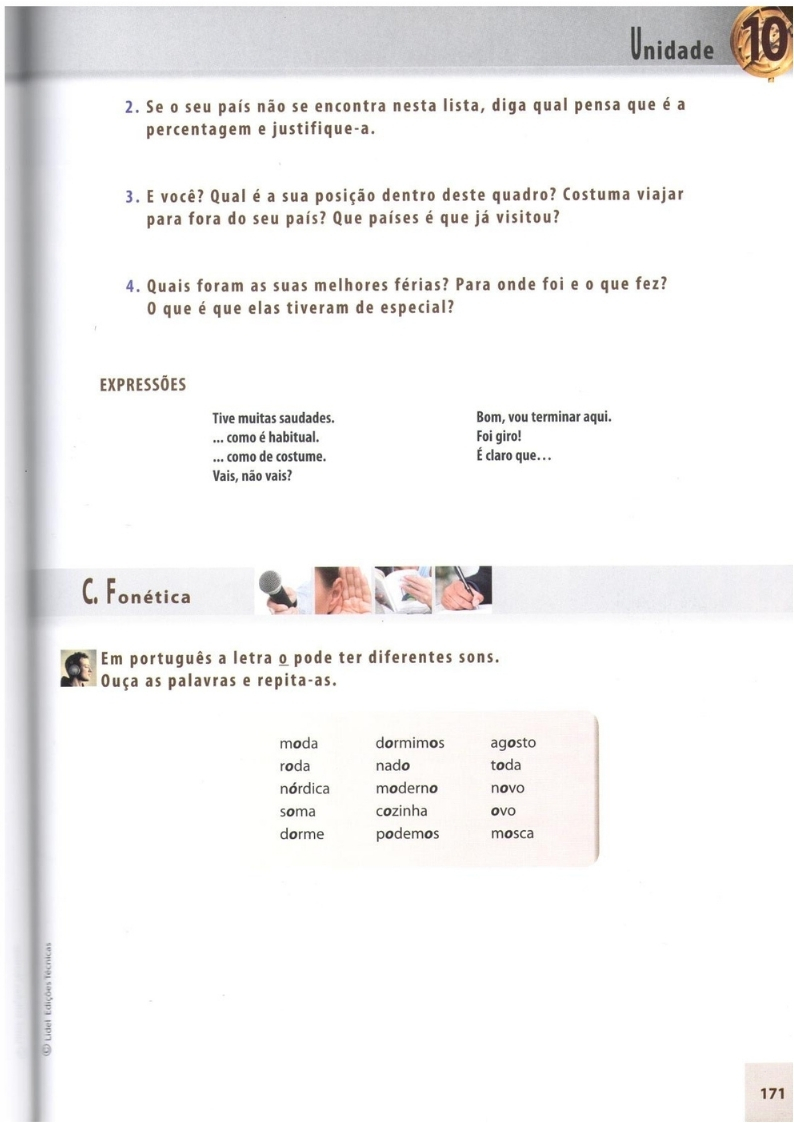 Unidade 10
2. Se o seu país não se encontra nesta lista, diga qual pensa que é a
percentagem e justifique-a.
3. E você? Qual é a sua posição dentro deste quadro? Costuma viajar
para fora do seu país? Que países é que já visitou?
4. Quais foram as suas melhores férias? Para onde foi e o que fez?
O que é que elas tiveram de especial?
EXPRESSÕES
Tive muitas saudades.
... como é habitual.
... como de costume.
Vais, não vais?
Bom, vou terminar aqui.
Foi giro!
É claro que...
C. Fonética
Em português a letra o pode ter diferentes sons.
Ouça as palavras e repita-as.
moda dormimos agosto
roda nado toda
nórdica moderno novo
soma cozinha ovo
dorme podemos mosca
© Lidel Edições Técnicas
171